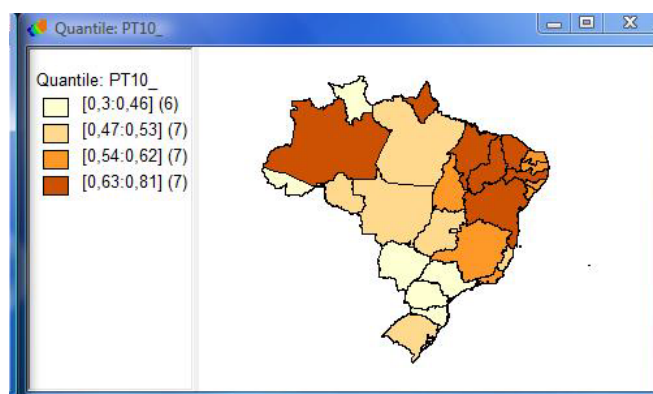 Quantile: PT10_
Quantile: PT10_
[0,3:0,46] (6)
[0,47:0,53] (7)
[0,54:0,62] (7)
[0,63:0,81] (7)